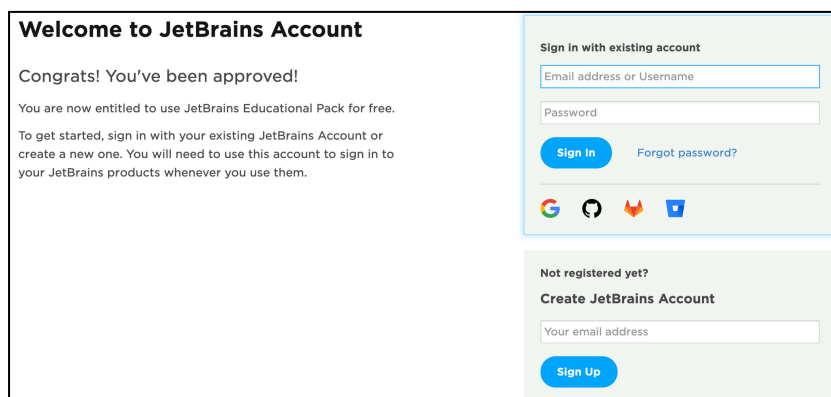 Welcome to JetBrains Account
Congrats! You've been approved!
You are now entitled to use JetBrains Educational Pack for free.
To get started, sign in with your existing JetBrains Account or
create a new one. You will need to use this account to sign in to
your JetBrains products whenever you use them.
Sign in with existing account
Email address or Username
Password
Sign In Forgot password?
Not registered yet?
Create JetBrains Account
Your email address
Sign Up